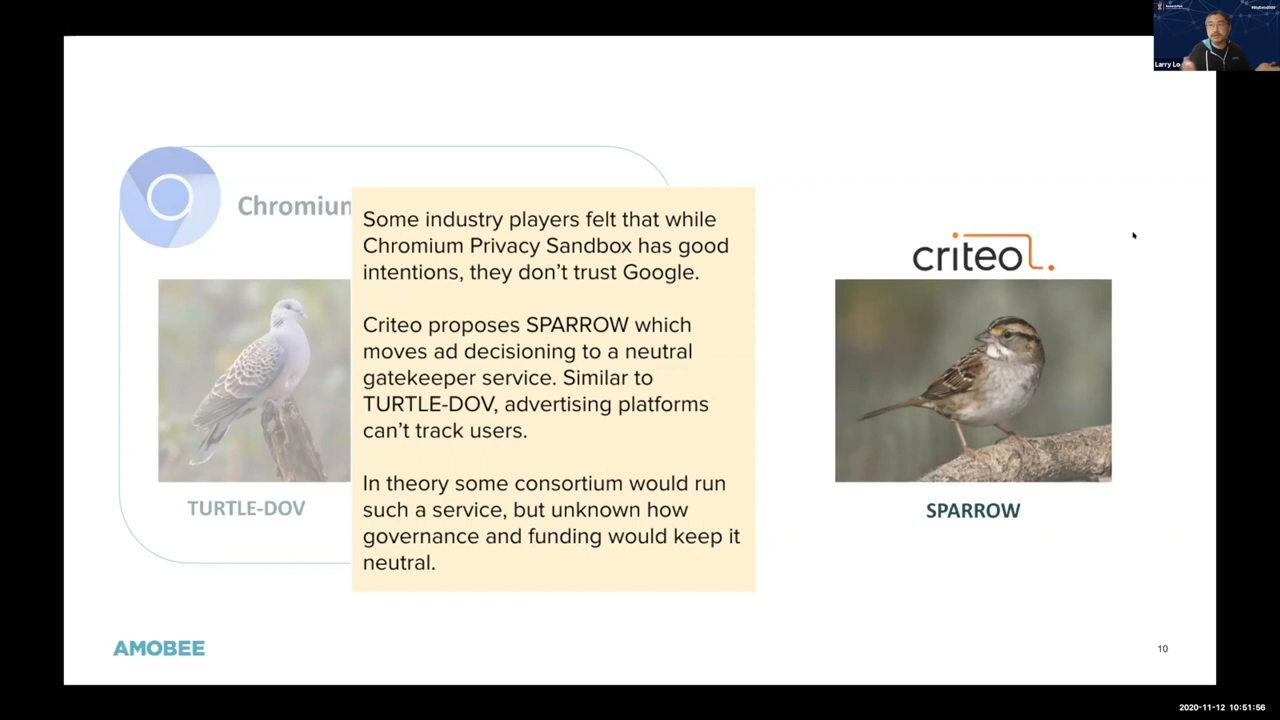 Larry Lo
Chromium
Some industry players felt that while
Chromium Privacy Sandbox has good
intentions, they don't trust Google.
Criteo proposes SPARROW which
moves ad decisioning to a neutral
gatekeeper service. Similar to
TURTLE-DOV, advertising platforms
can't track users.
In theory some consortium would run
such a service, but unknown how
governance and funding would keep it
neutral.
TURTLE-DOV
criteo
SPARROW
AMOBEE
10
2020-11-12 10:51:56